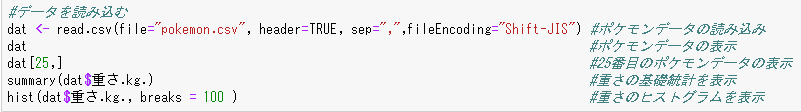 #データを読み込む
dat <- read.csv(file="pokemon.csv", header=TRUE, sep=",",fileEncoding="Shift-JIS") #ポケモンデータの読み込み
dat #ポケモンデータの表示
dat[25,] #25番目のポケモンデータの表示
summary(dat$重さ.kg.) #重さの基礎統計を表示
hist(dat$重さ.kg., breaks = 100 ) #重さのヒストグラムを表示